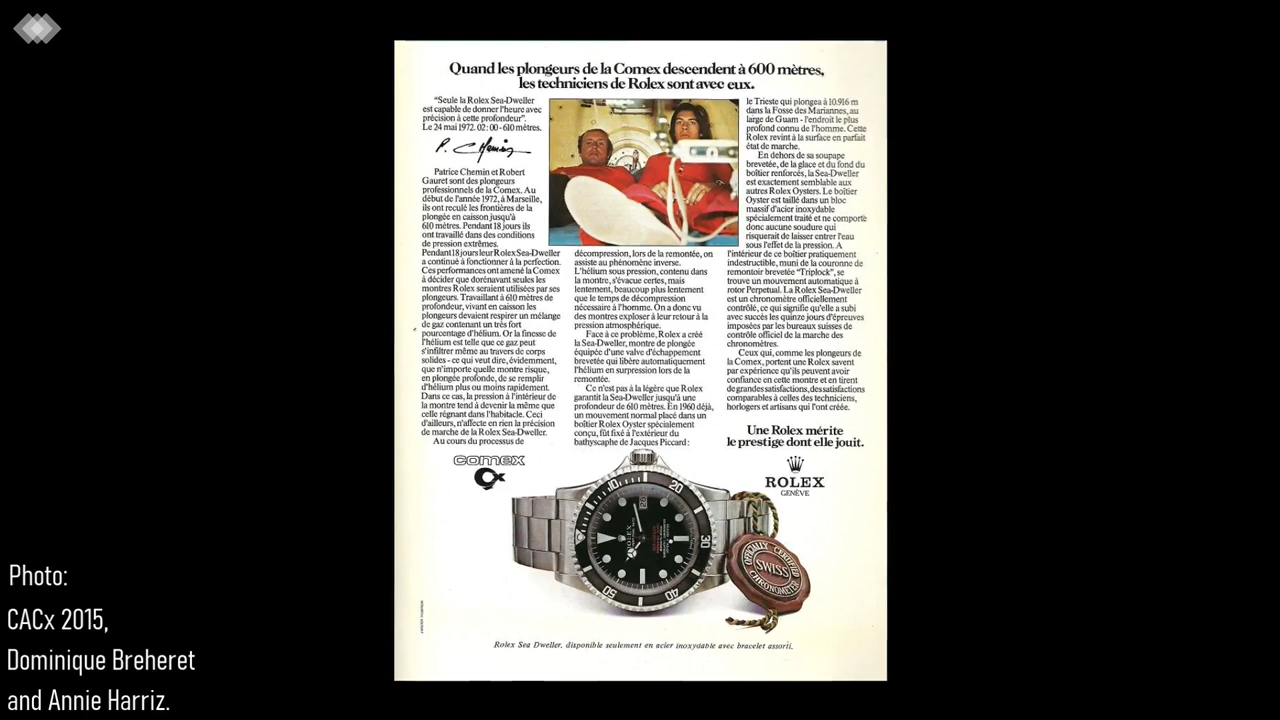 Quand les plongeurs de la Comex descendent à 600 mètres,
les techniciens de Rolex sont avec eux.
"Seule la Rolex Sea-Dweller
est capable de donner l'heure avec
précision à cette profondeur".
Le 24 mai 1972. 02:00 - 610 mètres.
P. Chemin
Patrice Chemin et Robert
Gauret sont des plongeurs
professionnels de la Comex. Au
début de l'année 1972, à Marseille,
ils ont reculé les frontières de la
plongée en caisson jusqu'à
610 mètres. Pendant 18 jours ils
ont travaillé dans des conditions
de pression extrêmes.
Pendant 18 jours leur Rolex Sea-Dweller
a continué à fonctionner à la perfection.
Ces performances ont amené la Comex
à décider que dorénavant seules les
montres Rolex seraient utilisées par ses
plongeurs. Travaillant à 610 mètres de
profondeur, vivant en caisson les
plongeurs devaient respirer un mélange
de gaz contenant un très fort
pourcentage d'hélium. Or la finesse de
l'hélium est telle que ce gaz peut
s'infiltrer même au travers de corps
solides - ce qui veut dire, évidemment,
que n'importe quelle montre risque,
en plongée profonde, de se remplir
d'hélium plus ou moins rapidement.
Dans ce cas, la pression à l'intérieur de
la montre tend à devenir la même que
celle régnant dans l'habitacle. Ceci
d'ailleurs, n'affecte en rien la précision
de marche de la Rolex Sea-Dweller.
Au cours du processus de
décompression, lors de la remontée, on
assiste au phénomène inverse.
L'hélium sous pression, contenu dans
la montre, s'évacue certes, mais
lentement, beaucoup plus lentement
que le temps de décompression
nécessaire à l'homme. On a donc vu
des montres exploser à leur retour à la
pression atmosphérique.
Face à ce problème, Rolex a créé
la Sea-Dweller, montre de plongée
équipée d'une valve d'échappement
brevetée qui libère automatiquement
l'hélium en surpression lors de la
remontée.
Ce n'est pas à la légère que Rolex
garantit la Sea-Dweller jusqu'à une
profondeur de 610 mètres. En 1960 déjà,
un mouvement normal placé dans un
boîtier Rolex Oyster spécialement
conçu, fût fixé à l'extérieur du
bathyscaphe de Jacques Piccard :
le Trieste qui plongea à 10.916 m
dans la Fosse des Mariannes, au
large de Guam - l'endroit le plus
profond connu de l'homme. Cette
Rolex revint à la surface en parfait
état de marche.
En dehors de sa soupape
brevetée, de la glace et du fond du
boîtier renforcés, la Sea-Dweller
est exactement semblable aux
autres Rolex Oysters. Le boîtier
Oyster est taillé dans un bloc
massif d'acier inoxydable
spécialement traité et ne comporte
donc aucune soudure qui
risquerait de laisser entrer l'eau
sous l'effet de la pression. A
l'intérieur de ce boîtier pratiquement
indestructible, muni de la couronne de
remontoir brevetée "Triplock", se
trouve un mouvement automatique à
rotor Perpetual. La Rolex Sea-Dweller
est un chronomètre officiellement
contrôlé, ce qui signifie qu'elle a subi
avec succès les quinze jours d'épreuves
imposées par les bureaux suisses de
contrôle officiel de la marche des
chronomètres.
Ceux qui, comme les plongeurs de
la Comex, portent une Rolex savent
par expérience qu'ils peuvent avoir
confiance en cette montre et en tirent
de grandes satisfactions, des satisfactions
comparables à celles des techniciens,
horlogers et artisans qui l'ont créée.
Une Rolex mérite
le prestige dont elle jouit.
comex
Cx
ROLEX
GENÈVE
10
20
30
40
50
ROLEX
OFFICIALLY CERTIFIED
SWISS
CHRONOMETER
Rolex Sea Dweller, disponible seulement en acier inoxydable avec bracelet assorti.
Photo:
CACx 2015,
Dominique Breheret
and Annie Harriz.